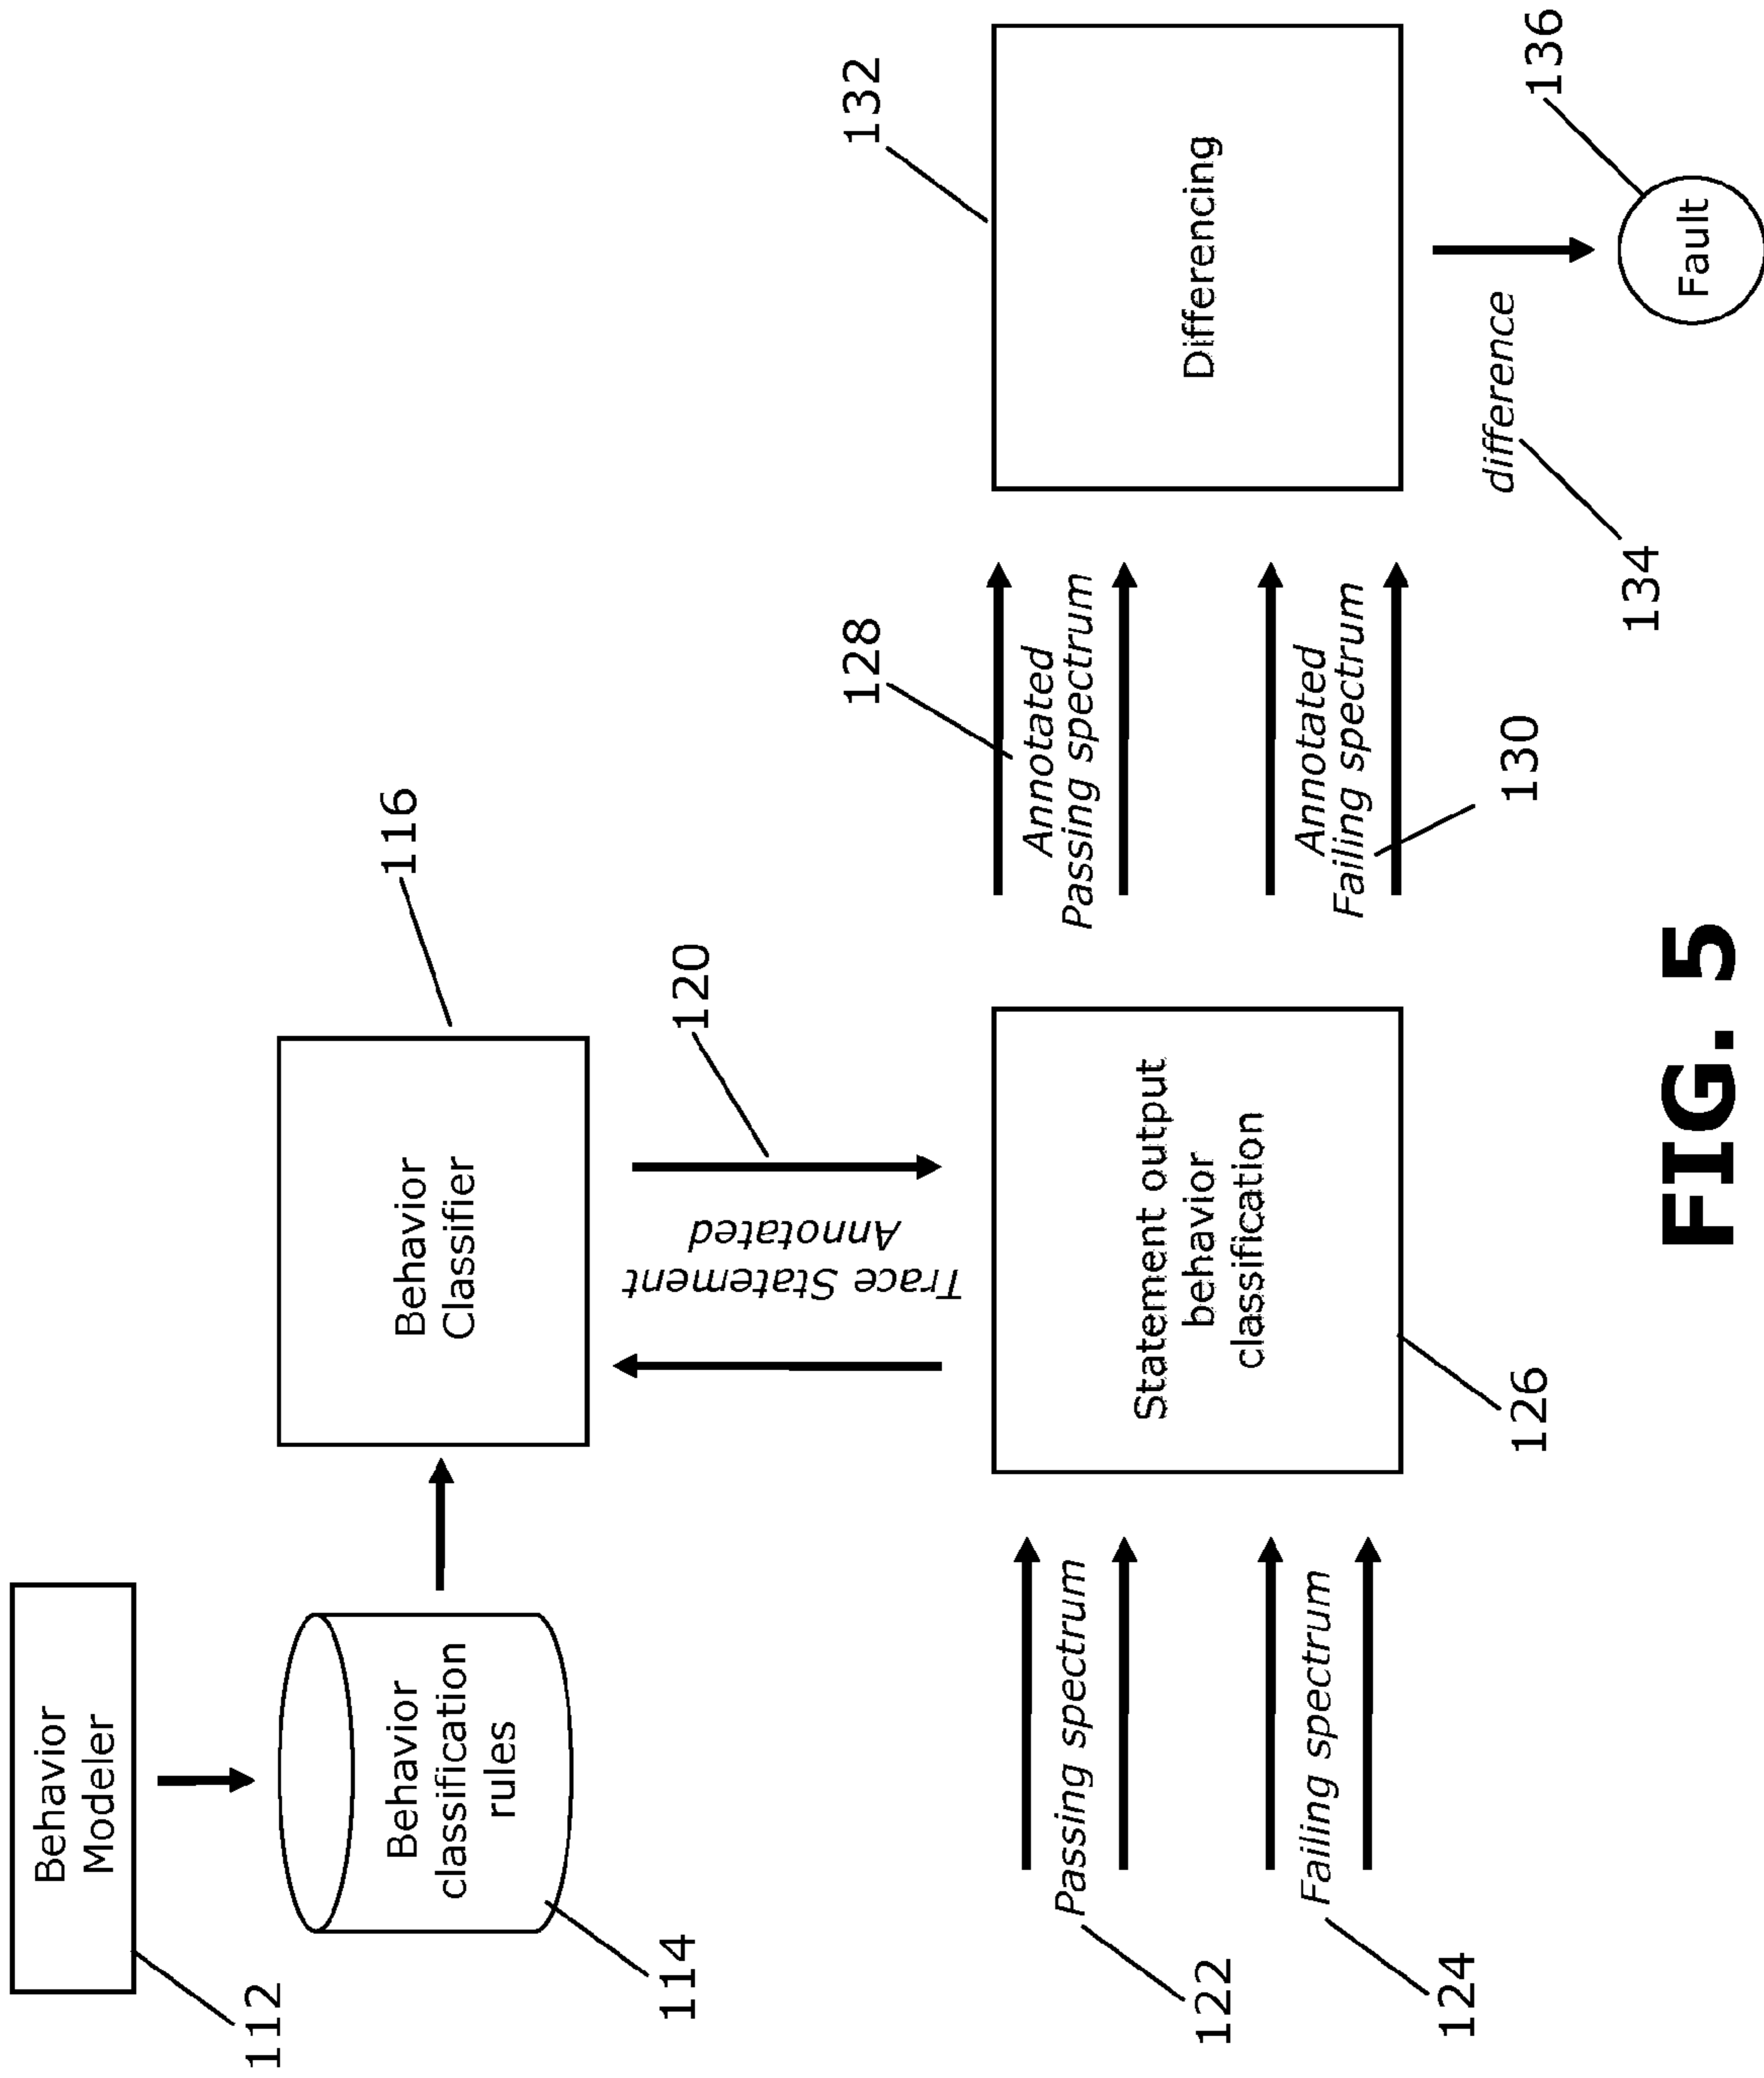 112
Behavior
Modeler
114
Behavior
classification
rules
116
Behavior
Classifier
120
Trace Statement
Annotated
122
Passing spectrum
124
Failing spectrum
Statement output
behavior
classification
126
128
Annotated
Passing spectrum
Annotated
Failing spectrum
130
132
Differencing
difference
134
Fault
136
FIG. 5